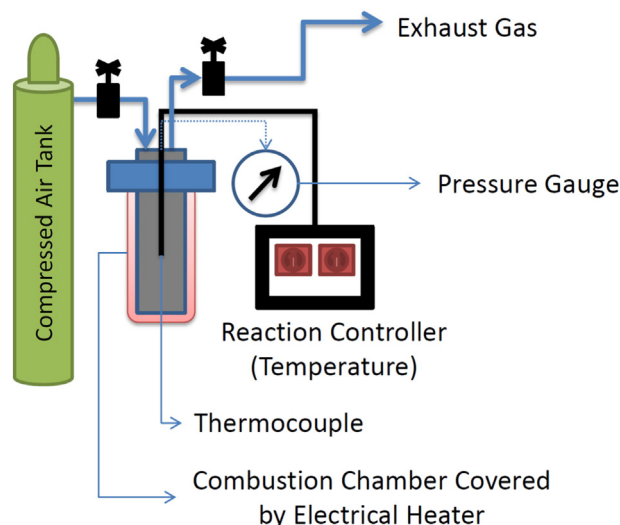 Exhaust Gas
Compressed Air Tank
Pressure Gauge
Reaction Controller
(Temperature)
Thermocouple
Combustion Chamber Covered
by Electrical Heater